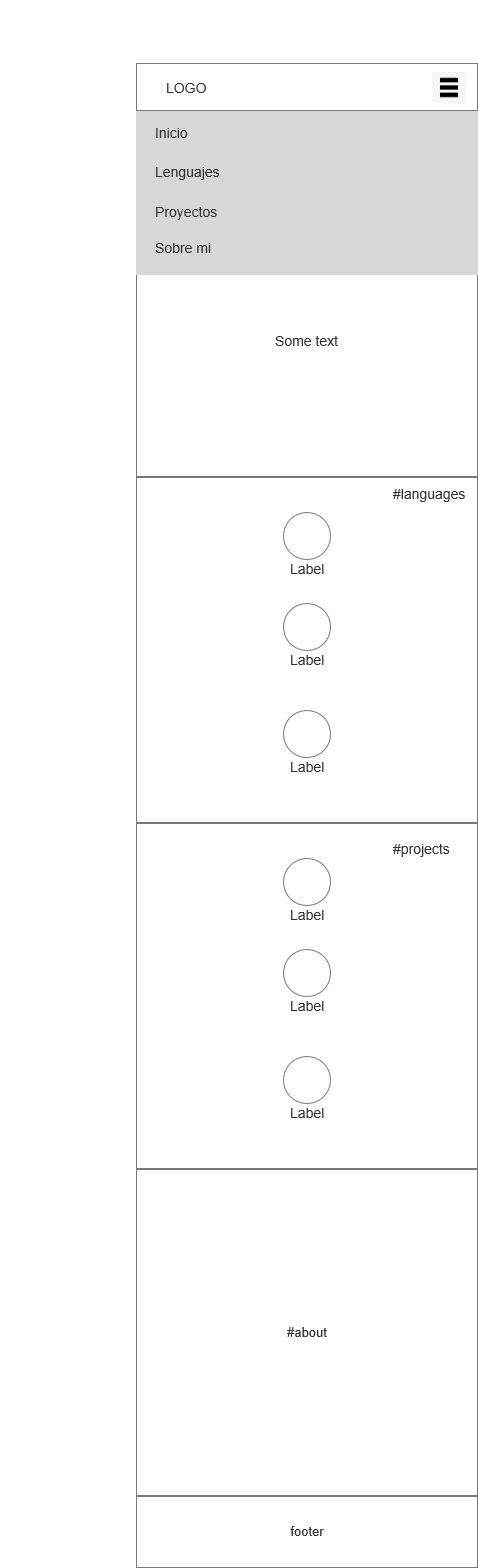 LOGO
Inicio
Lenguajes
Proyectos
Sobre mi
Some text
#languages
Label
Label
Label
#projects
Label
Label
Label
#about
footer